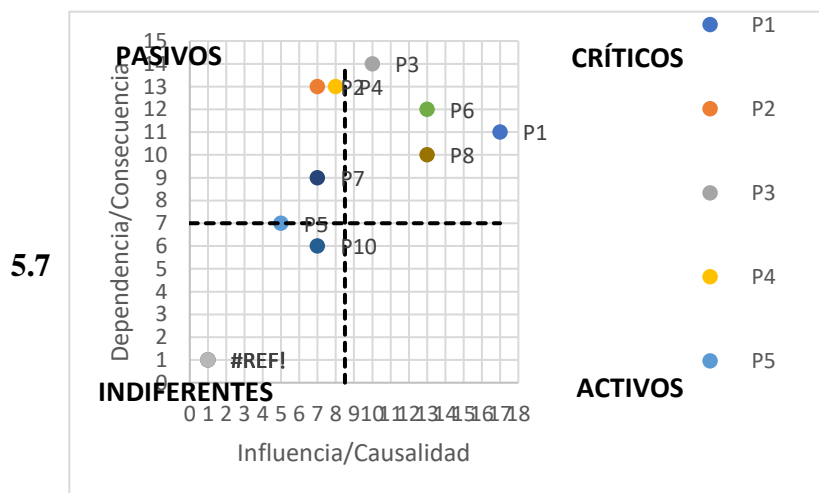 5.7
PASIVOS
CRÍTICOS
INDIFERENTES
ACTIVOS
Dependencia/Consecuencia
15
14
13
12
11
10
9
8
7
6
5
4
3
2
1
0
P3
P2
P4
P6
P1
P8
P7
P5
P10
#REF!
0 1 2 3 4 5 6 7 8 9 10 11 12 13 14 15 16 17 18
Influencia/Causalidad
P1
P2
P3
P4
P5